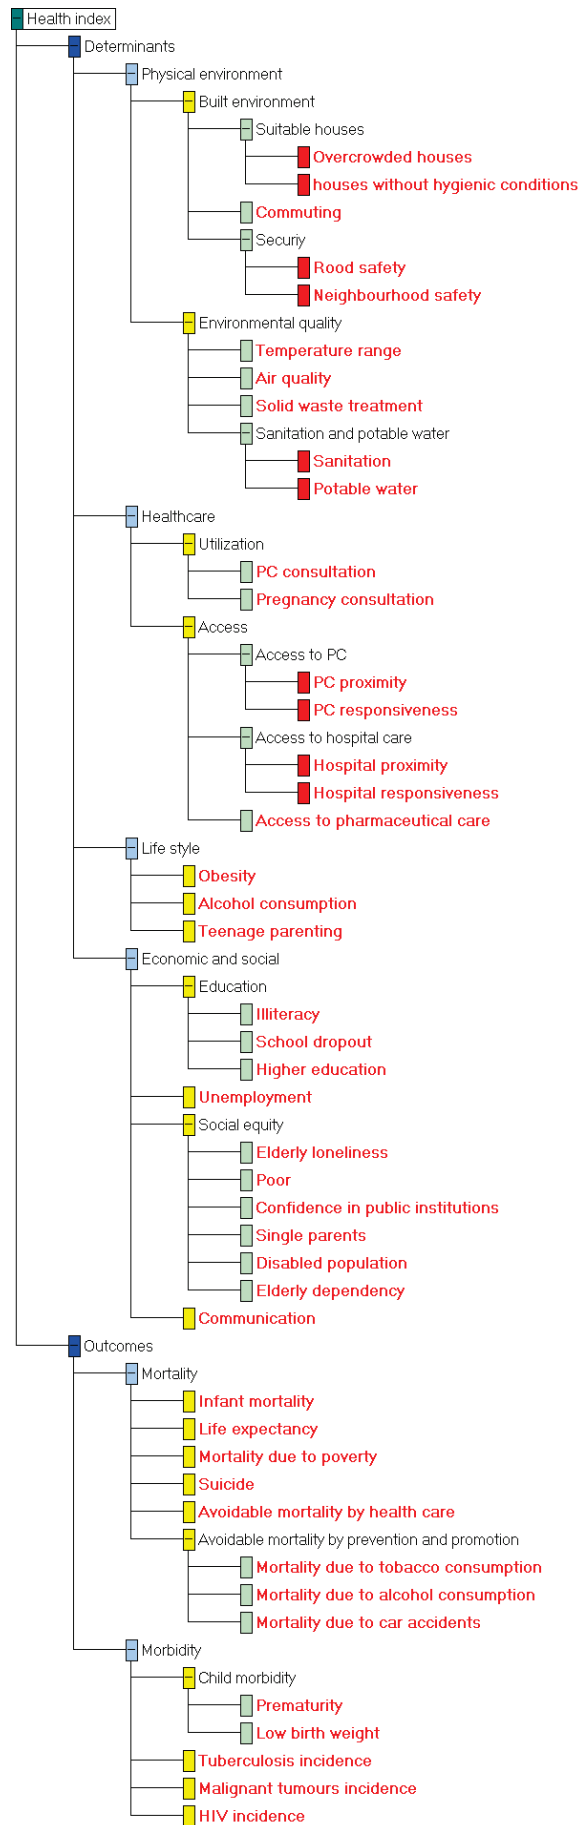 Health index
Determinants
Physical environment
Built environment
Suitable houses
Overcrowded houses
houses without hygienic conditions
Commuting
Securiy
Rood safety
Neighbourhood safety
Environmental quality
Temperature range
Air quality
Solid waste treatment
Sanitation and potable water
Sanitation
Potable water
Healthcare
Utilization
PC consultation
Pregnancy consultation
Access
Access to PC
PC proximity
PC responsiveness
Access to hospital care
Hospital proximity
Hospital responsiveness
Access to pharmaceutical care
Life style
Obesity
Alcohol consumption
Teenage parenting
Economic and social
Education
Illiteracy
School dropout
Higher education
Unemployment
Social equity
Elderly loneliness
Poor
Confidence in public institutions
Single parents
Disabled population
Elderly dependency
Communication
Outcomes
Mortality
Infant mortality
Life expectancy
Mortality due to poverty
Suicide
Avoidable mortality by health care
Avoidable mortality by prevention and promotion
Mortality due to tobacco consumption
Mortality due to alcohol consumption
Mortality due to car accidents
Morbidity
Child morbidity
Prematurity
Low birth weight
Tuberculosis incidence
Malignant tumours incidence
HIV incidence